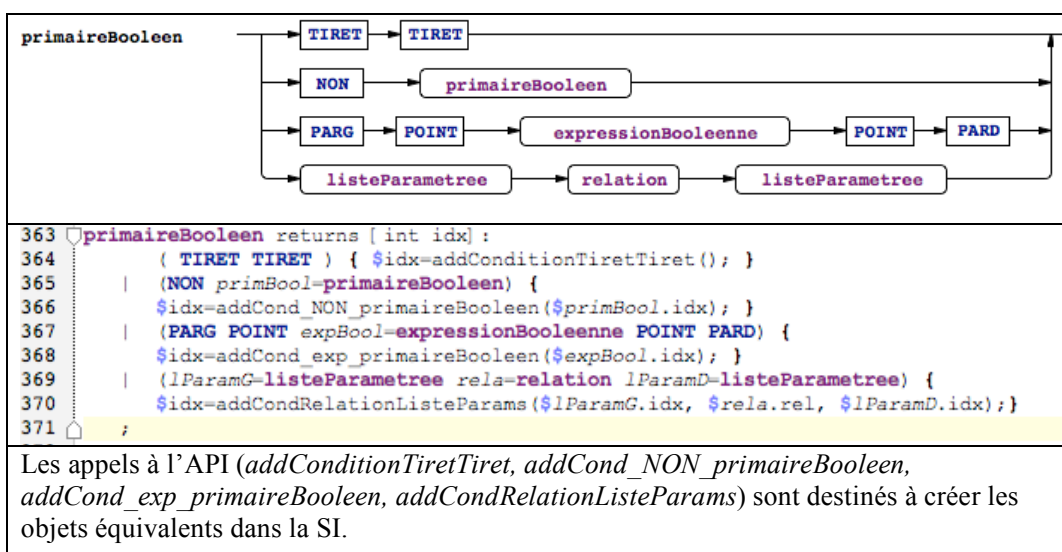 primaireBooleen TIRET TIRET
NON primaireBooleen
PARG POINT expressionBooleenne POINT PARD
listeParametree relation listeParametree
363 primaireBooleen returns [ int idx] :
364 ( TIRET TIRET ) { $idx=addConditionTiretTiret(); }
365 | (NON primBool=primaireBooleen) {
366 $idx=addCond_NON_primaireBooleen($primBool.idx); }
367 | (PARG POINT expBool=expressionBooleenne POINT PARD) {
368 $idx=addCond_exp_primaireBooleen($expBool.idx); }
369 | (lParamG=listeParametree rela=relation lParamD=listeParametree) {
370 $idx=addCondRelationListeParams($lParamG.idx, $rela.rel, $lParamD.idx);}
371 ;
Les appels à l’API (addConditionTiretTiret, addCond_NON_primaireBooleen,
addCond_exp_primaireBooleen, addCondRelationListeParams) sont destinés à créer les
objets équivalents dans la SI.